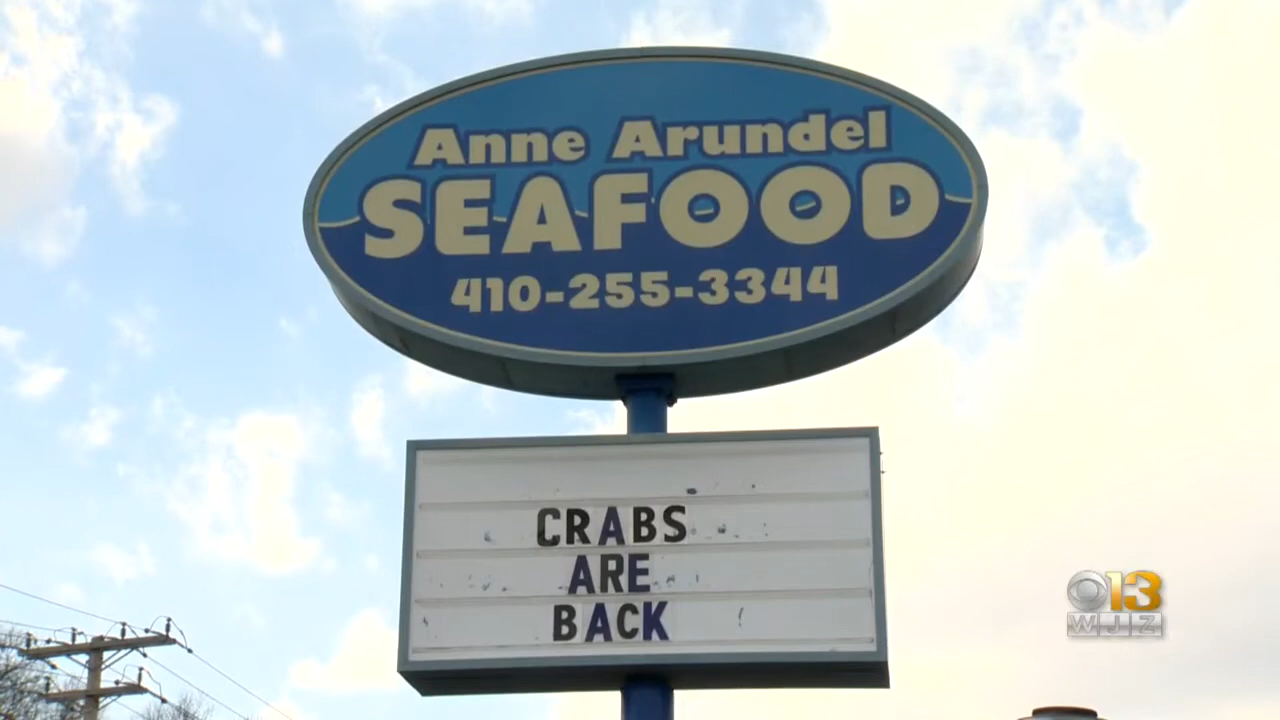 Anne Arundel
SEAFOOD
410-255-3344
CRABS
ARE
BACK
13
WJZ